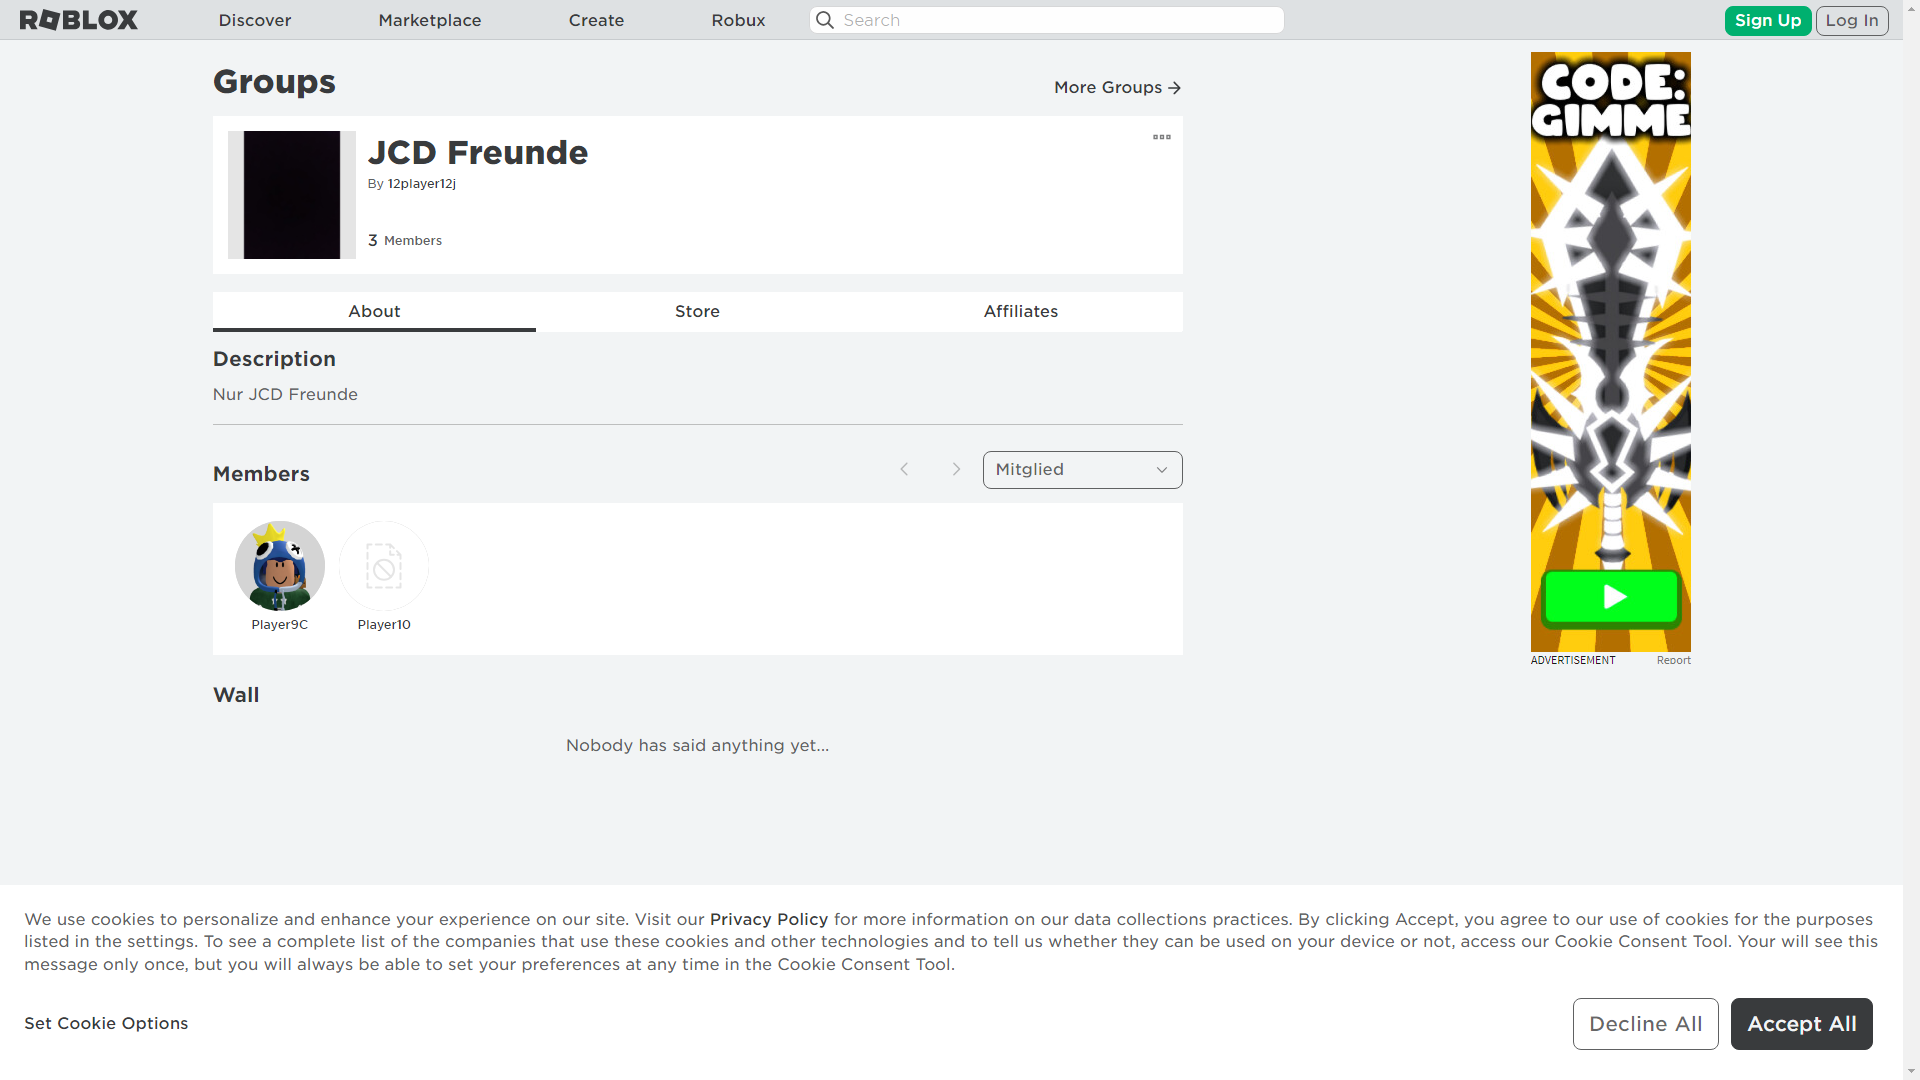 ROBLOX
Discover
Marketplace
Create
Robux
Search
Sign Up
Log In
Groups
More Groups
JCD Freunde
By 12player12j
3 Members
About
Store
Affiliates
Description
Nur JCD Freunde
Members
Mitglied
Player9C
Player10
Wall
Nobody has said anything yet...
CODE:
GIMME
ADVERTISEMENT
Report
We use cookies to personalize and enhance your experience on our site. Visit our Privacy Policy for more information on our data collections practices. By clicking Accept, you agree to our use of cookies for the purposes
listed in the settings. To see a complete list of the companies that use these cookies and other technologies and to tell us whether they can be used on your device or not, access our Cookie Consent Tool. Your will see this
message only once, but you will always be able to set your preferences at any time in the Cookie Consent Tool.
Set Cookie Options
Decline All
Accept All